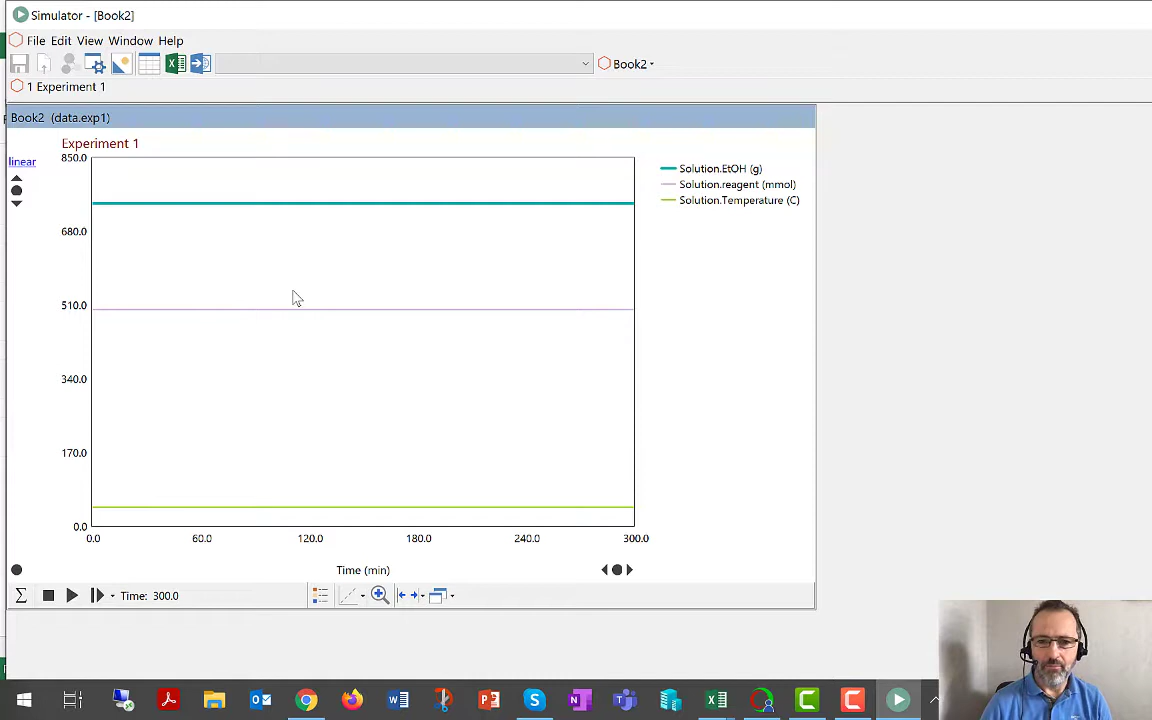 Simulator - [Book2]
File Edit View Window Help
Book2
1 Experiment 1
Book2 (data.exp1)
Experiment 1
linear
850.0
680.0
510.0
340.0
170.0
0.0
0.0 60.0 120.0 180.0 240.0 300.0
Time (min)
Solution.EtOH (g)
Solution.reagent (mmol)
Solution.Temperature (C)
Time: 300.0